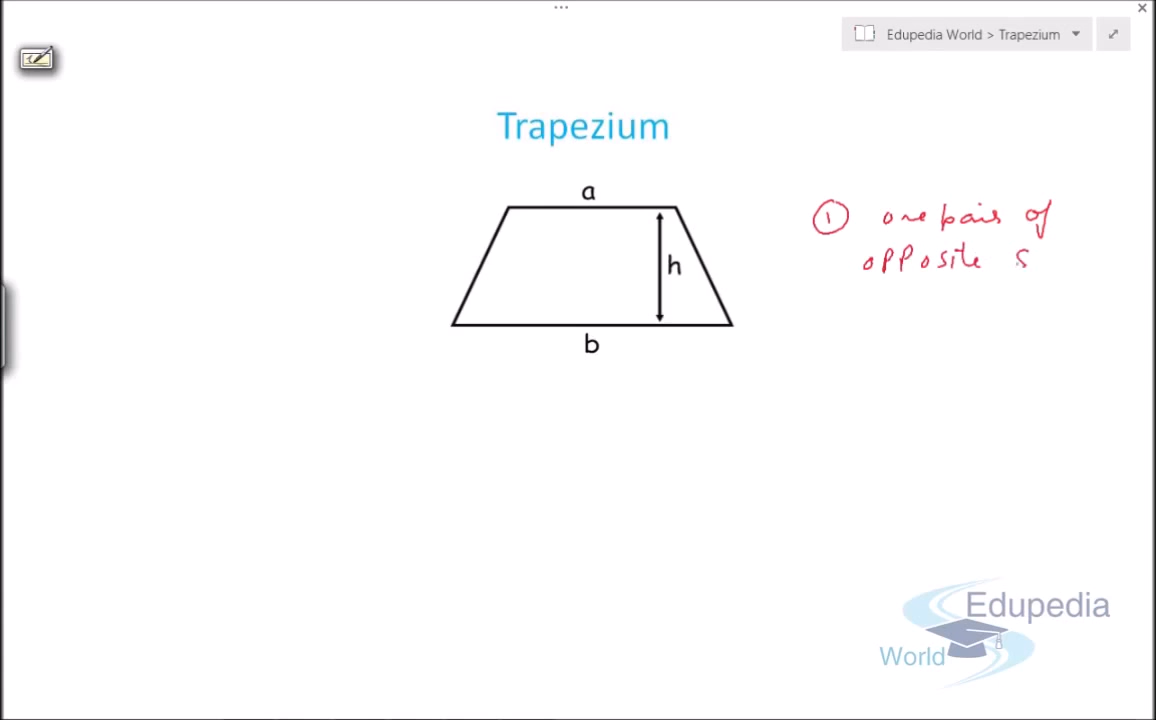 Edupedia World > Trapezium
Trapezium
a
① one pair of
h
opposite s
b
Edupedia
World